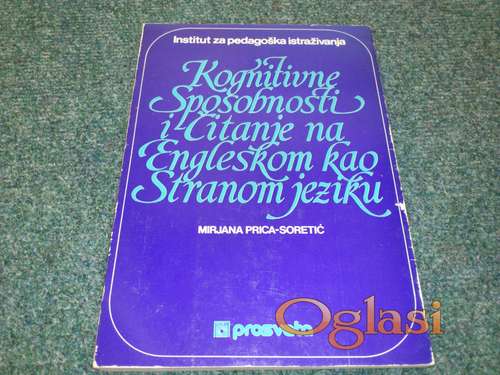 Institut za pedagoška istraživanja
Kognitivne
Sposobnosti
i Čitanje na
Engleskom kao
Stranom jeziku
MIRJANA PRICA-SORETIĆ
prosveta
Oglasi